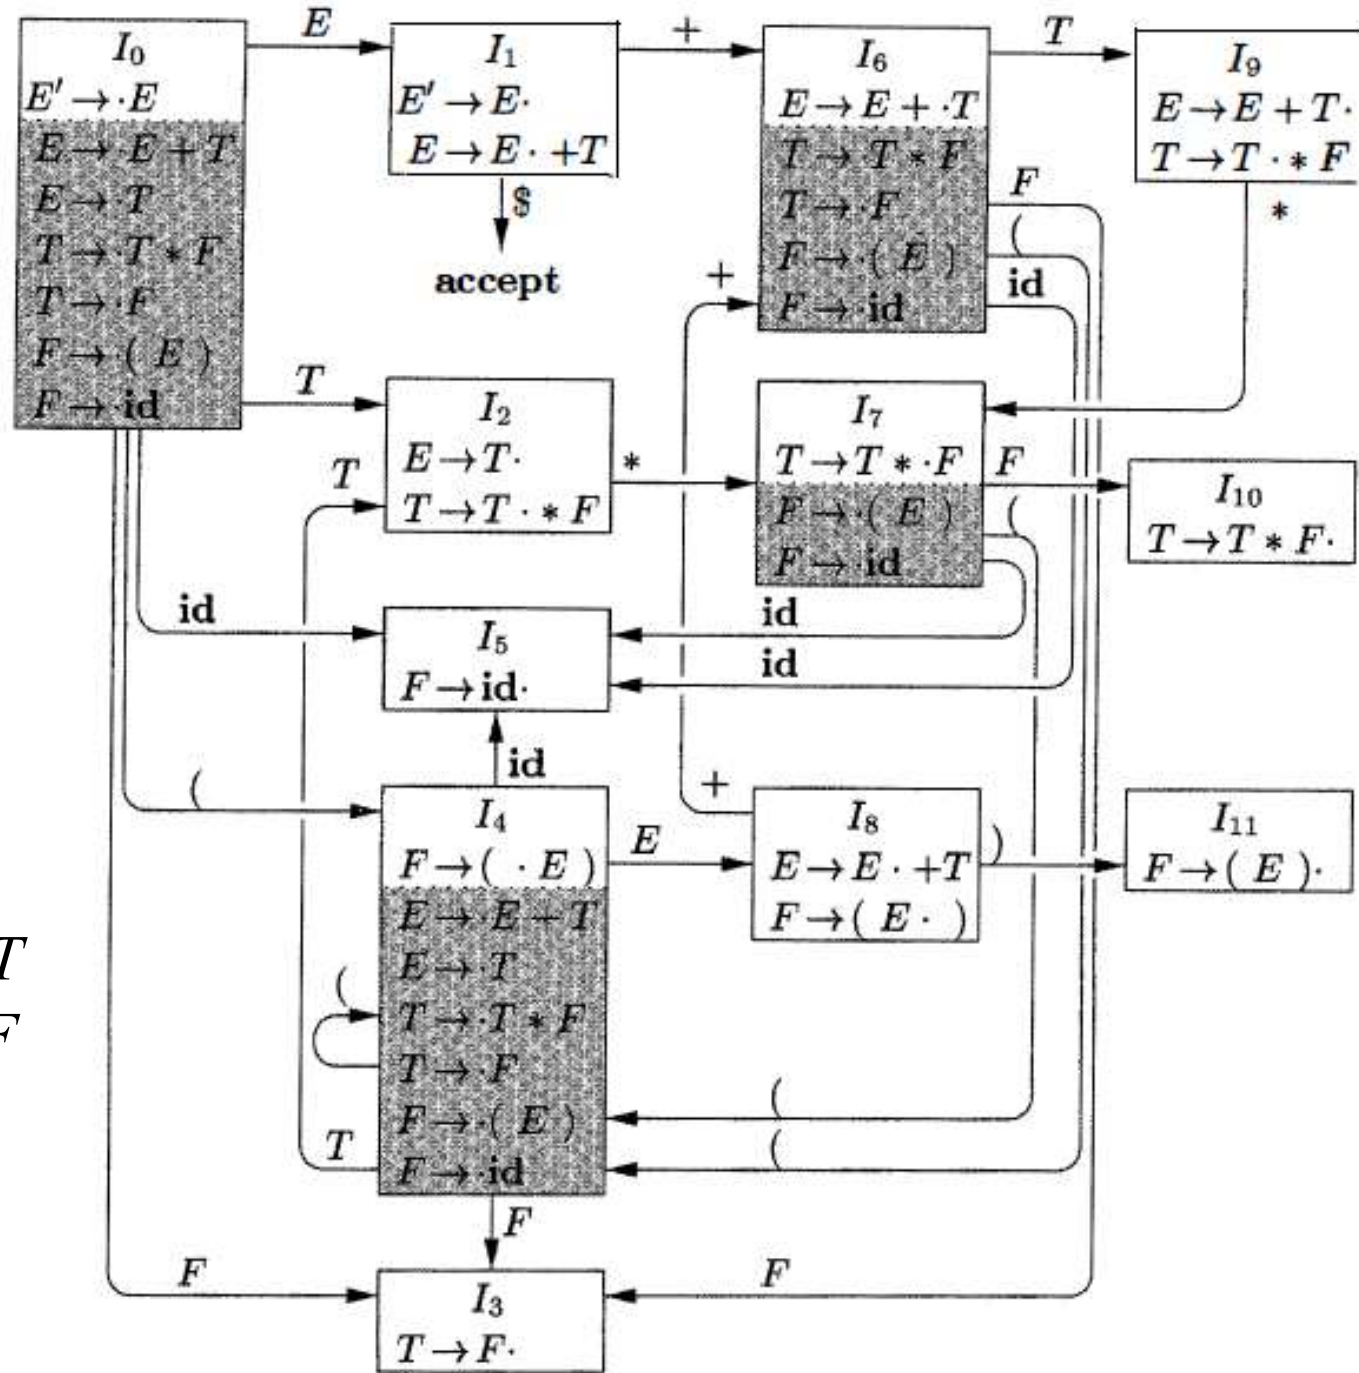 I₀
E′ → ·E
E → ·E + T
E → ·T
T → ·T * F
T → ·F
F → ·( E )
F → ·id
E
I₁
E′ → E·
E → E· +T
$
accept
+
I₆
E → E + ·T
T → ·T * F
T → ·F
F → ·( E )
F → ·id
T
I₉
E → E + T·
T → T· * F
*
F
(
id
+
T
I₂
E → T·
T → T· * F
T
*
I₇
T → T * ·F
F → ·( E )
F → ·id
F
(
I₁₀
T → T * F·
id
I₅
F → id·
id
id
id
(
I₄
F → ( ·E )
E → ·E + T
E → ·T
T → ·T * F
T → ·F
F → ·( E )
F → ·id
E
+
I₈
E → E· +T
F → ( E· )
)
I₁₁
F → ( E )·
T
F
(
T
(
(
F
F
I₃
T → F·
F